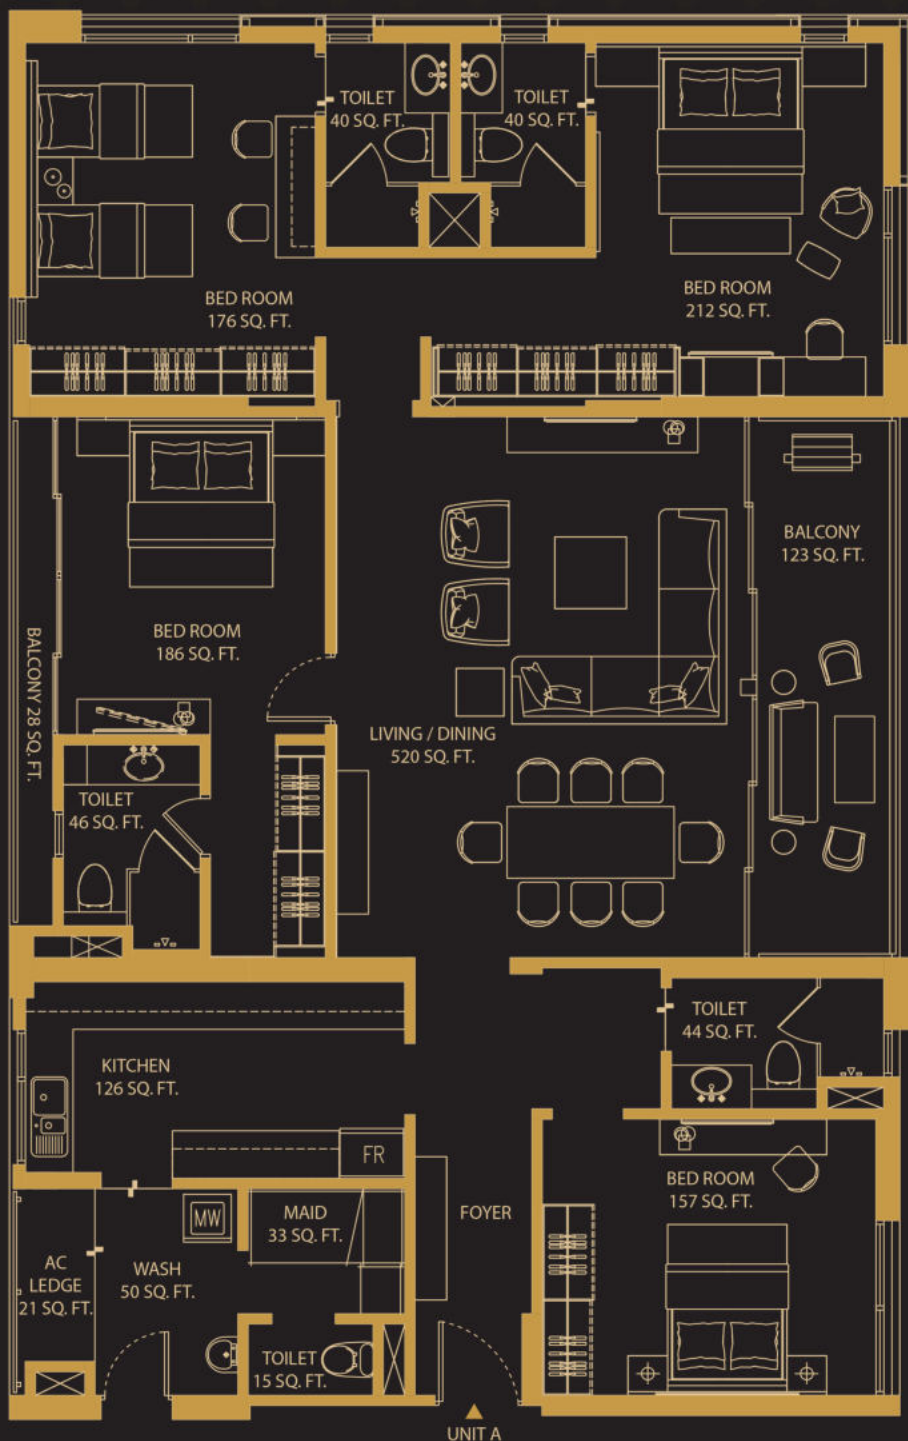 TOILET
40 SQ. FT.
TOILET
40 SQ. FT.
BED ROOM
176 SQ. FT.
BED ROOM
212 SQ. FT.
BALCONY
123 SQ. FT.
BED ROOM
186 SQ. FT.
BALCONY 28 SQ. FT.
LIVING / DINING
520 SQ. FT.
TOILET
46 SQ. FT.
TOILET
44 SQ. FT.
KITCHEN
126 SQ. FT.
FR
BED ROOM
157 SQ. FT.
MW
MAID
33 SQ. FT.
FOYER
AC
LEDGE
21 SQ. FT.
WASH
50 SQ. FT.
TOILET
15 SQ. FT.
UNIT A